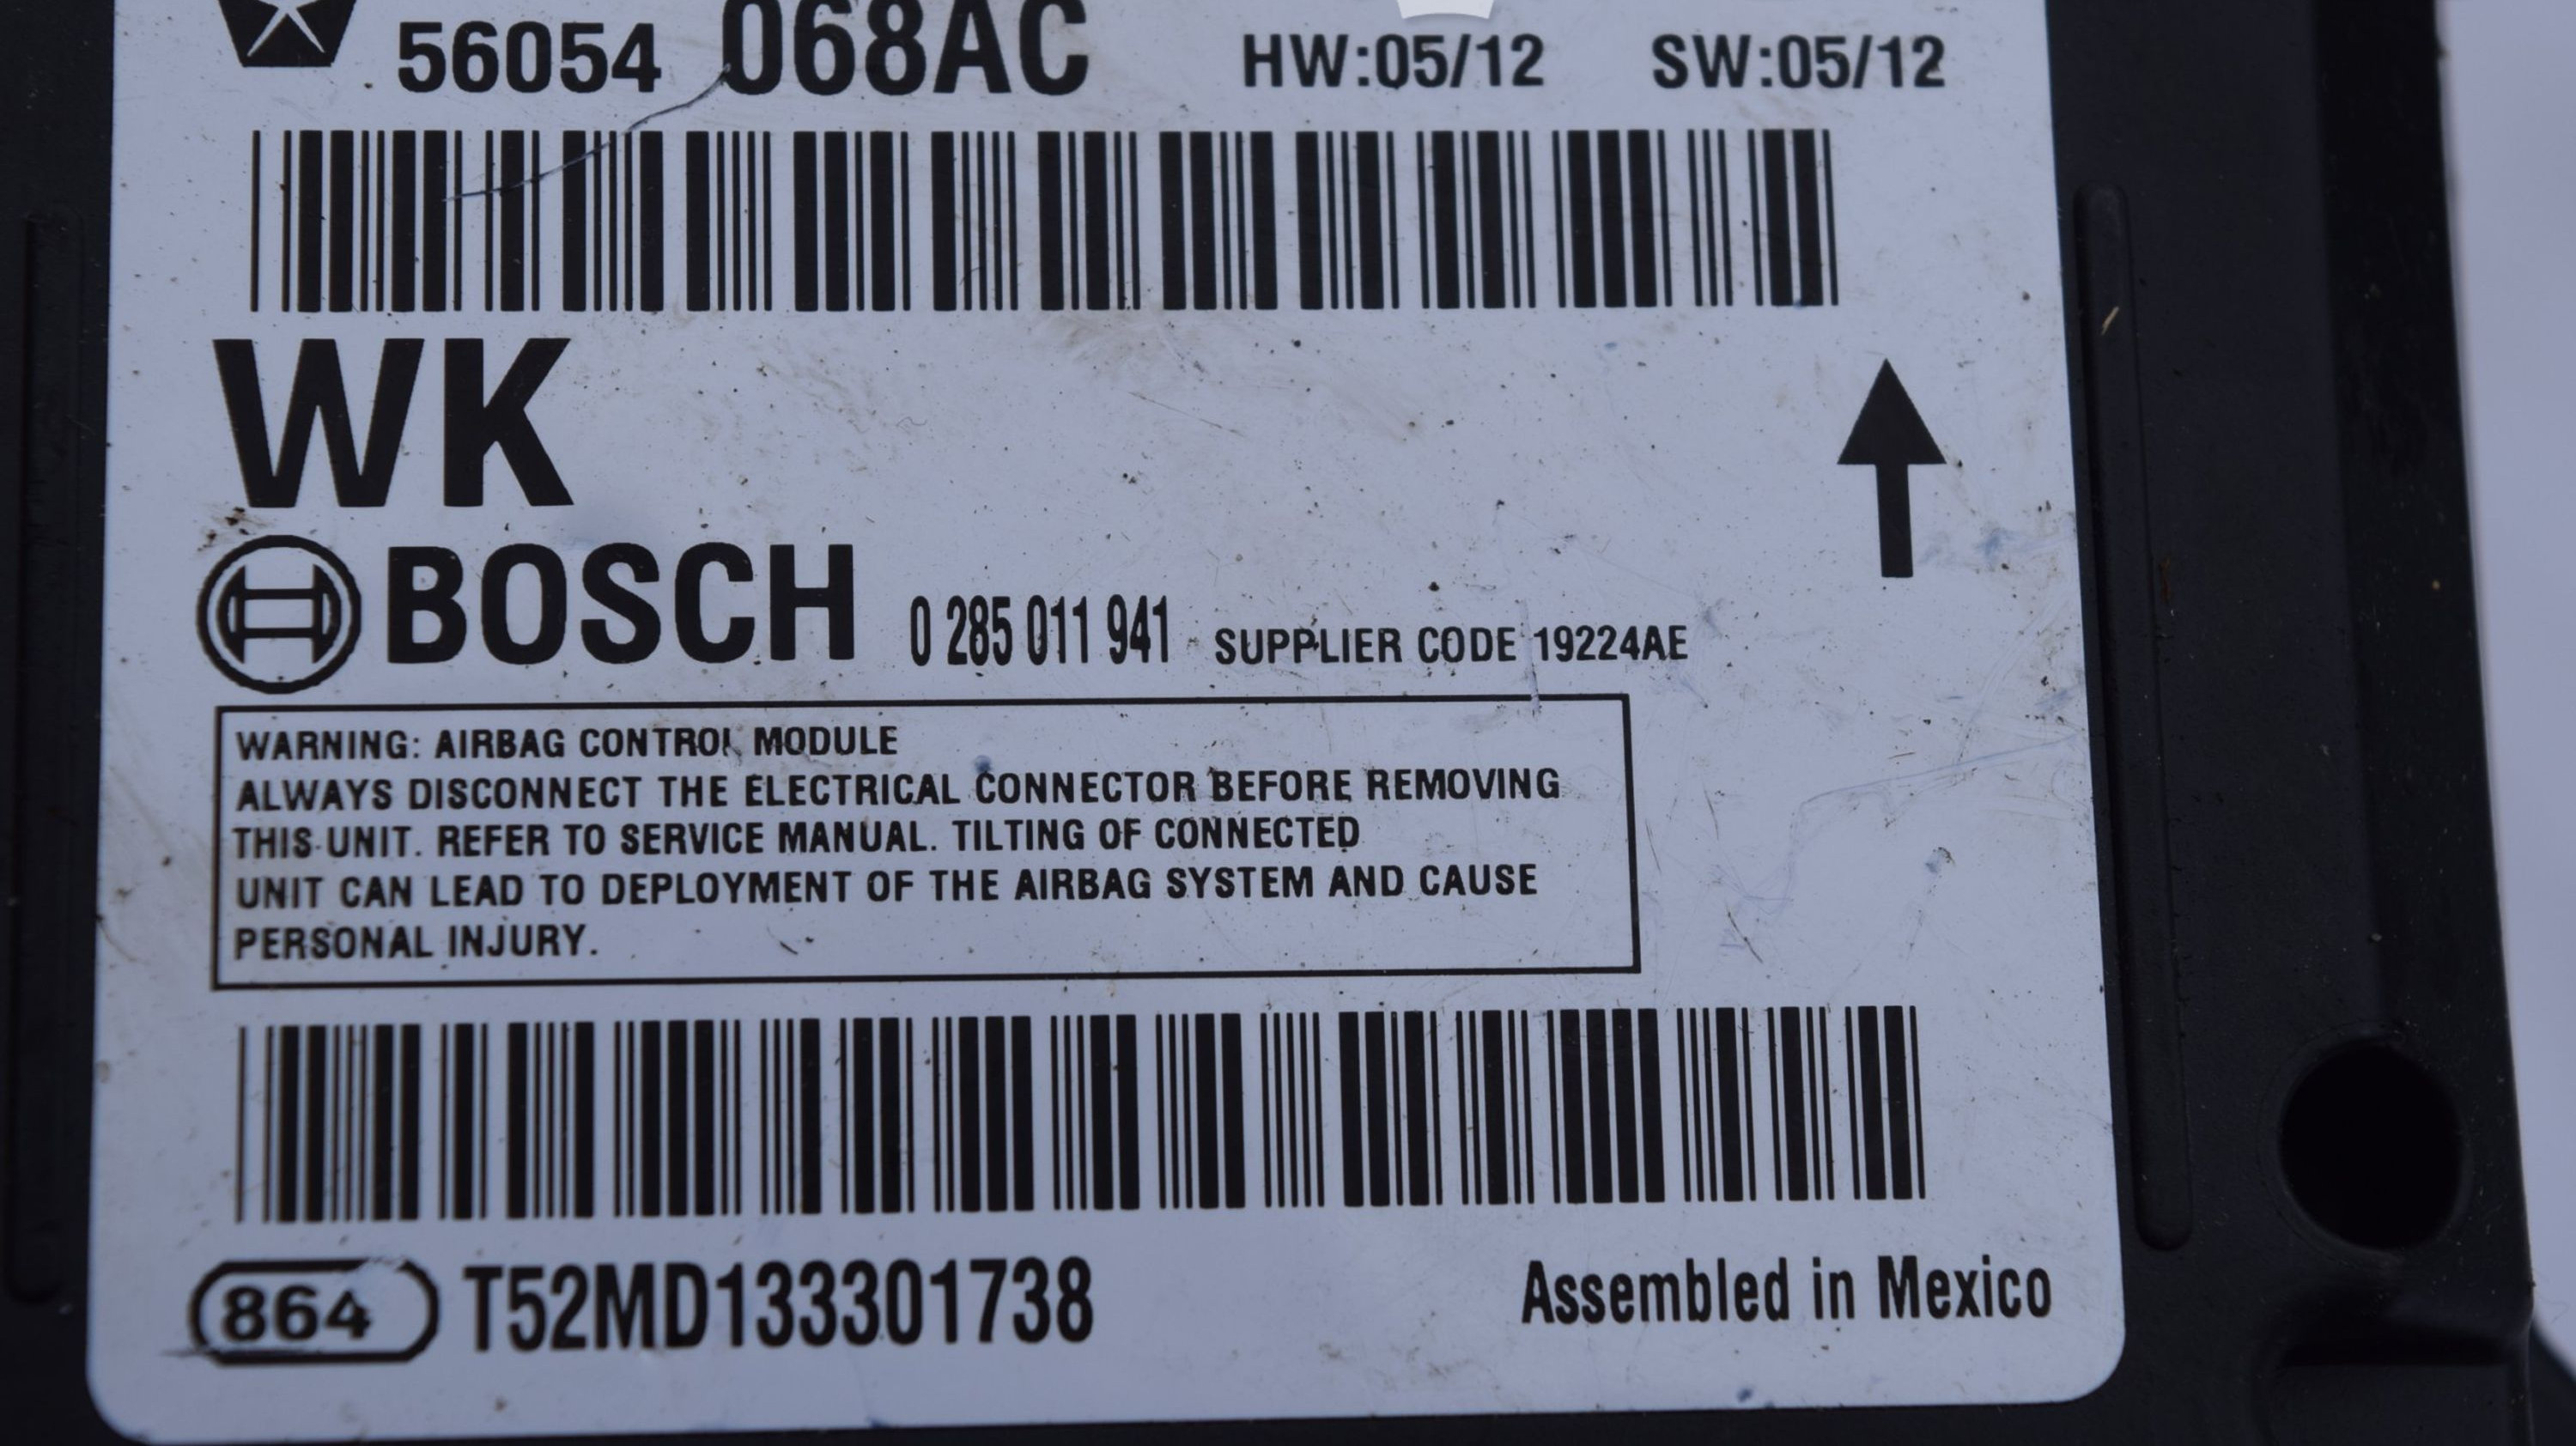 56054 068AC HW:05/12 SW:05/12
WK
BOSCH 0 285 011 941 SUPPLIER CODE 19224AE
WARNING: AIRBAG CONTROL MODULE
ALWAYS DISCONNECT THE ELECTRICAL CONNECTOR BEFORE REMOVING
THIS UNIT. REFER TO SERVICE MANUAL. TILTING OF CONNECTED
UNIT CAN LEAD TO DEPLOYMENT OF THE AIRBAG SYSTEM AND CAUSE
PERSONAL INJURY.
864 T52MD133301738 Assembled in Mexico